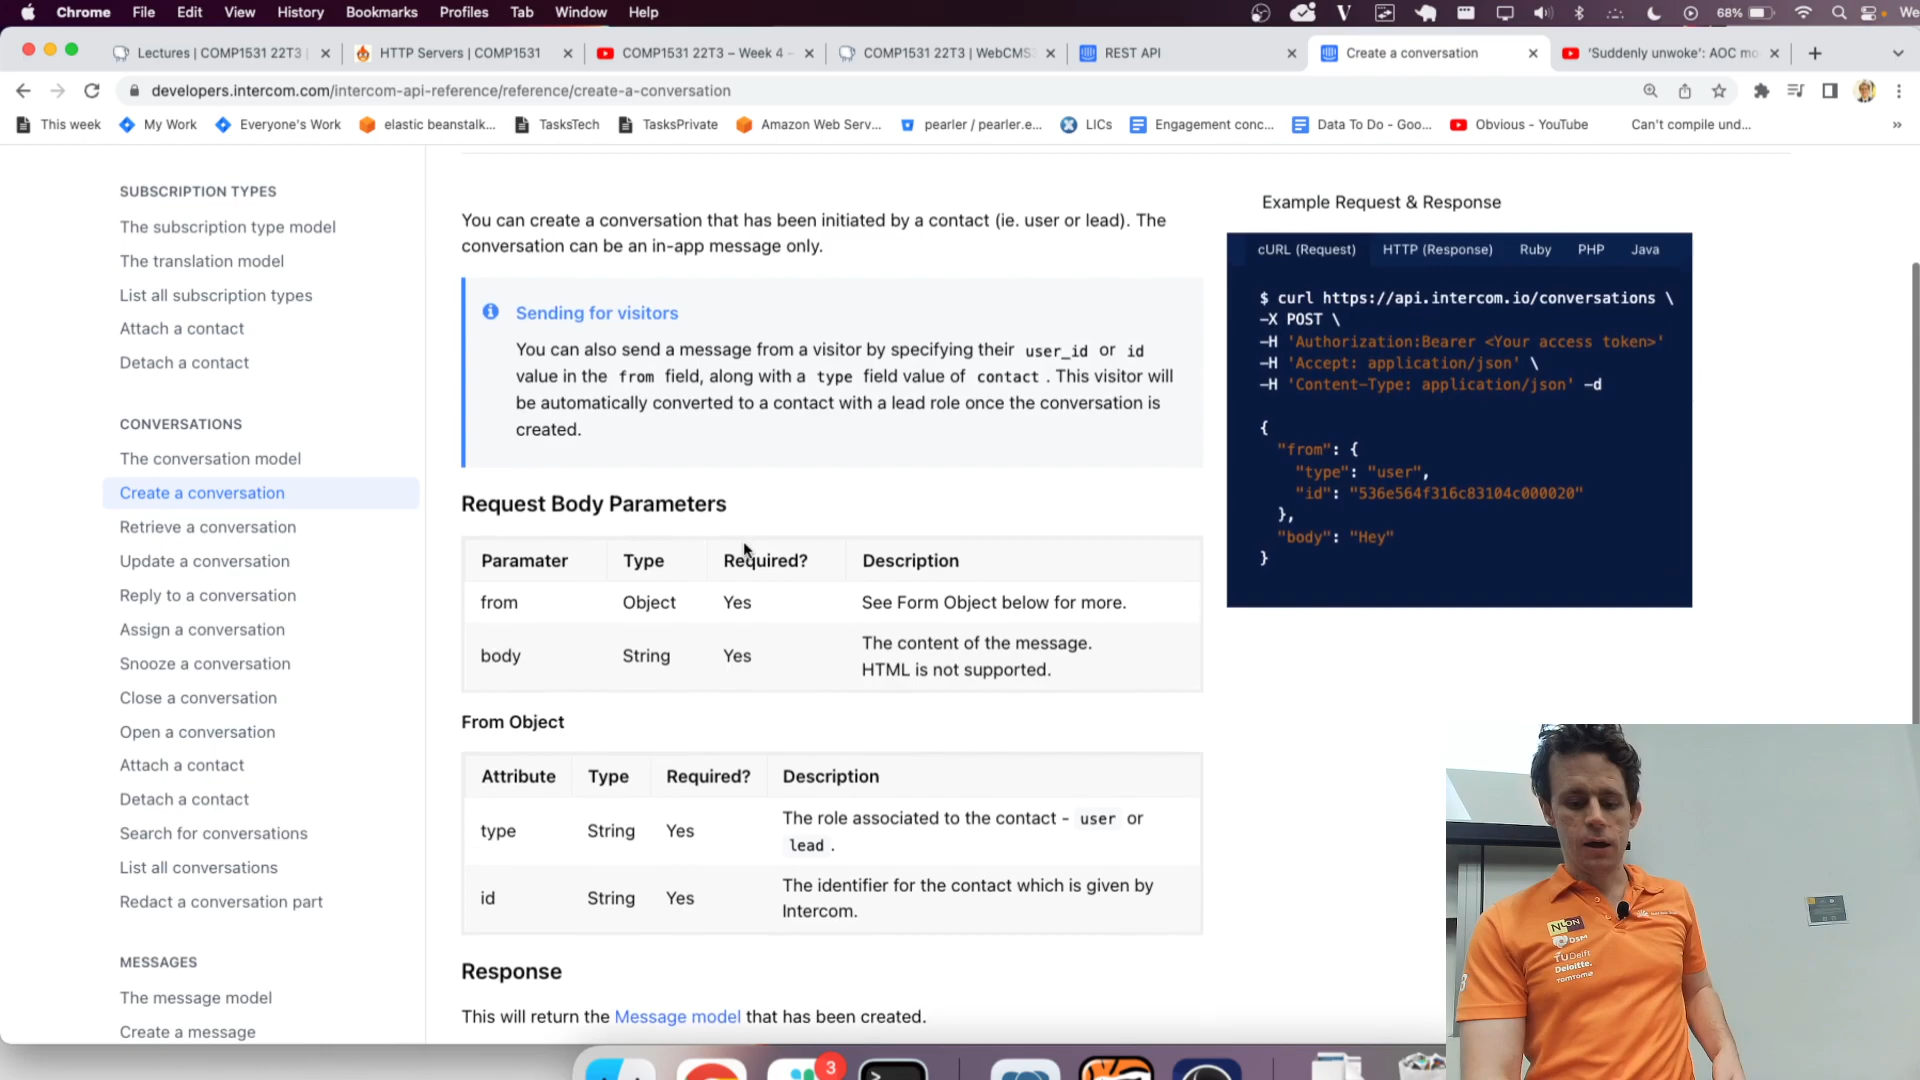 Chrome File Edit View History Bookmarks Profiles Tab Window Help 68% We
Lectures | COMP1531 22T3 |
HTTP Servers | COMP1531
COMP1531 22T3 – Week 4 -
COMP1531 22T3 | WebCMS3
REST API
Create a conversation
'Suddenly unwoke': AOC mo
developers.intercom.com/intercom-api-reference/reference/create-a-conversation
This week My Work Everyone's Work elastic beanstalk... TasksTech TasksPrivate Amazon Web Serv... pearler / pearler.e... LICs Engagement conc... Data To Do - Goo... Obvious - YouTube Can't compile und... »
SUBSCRIPTION TYPES
The subscription type model
The translation model
List all subscription types
Attach a contact
Detach a contact
CONVERSATIONS
The conversation model
Create a conversation
Retrieve a conversation
Update a conversation
Reply to a conversation
Assign a conversation
Snooze a conversation
Close a conversation
Open a conversation
Attach a contact
Detach a contact
Search for conversations
List all conversations
Redact a conversation part
MESSAGES
The message model
Create a message
You can create a conversation that has been initiated by a contact (ie. user or lead). The
conversation can be an in-app message only.
Sending for visitors
You can also send a message from a visitor by specifying their user_id or id
value in the from field, along with a type field value of contact . This visitor will
be automatically converted to a contact with a lead role once the conversation is
created.
Request Body Parameters
Paramater Type Required? Description
from Object Yes See Form Object below for more.
body String Yes The content of the message.
HTML is not supported.
From Object
Attribute Type Required? Description
type String Yes The role associated to the contact - user or
lead .
id String Yes The identifier for the contact which is given by
Intercom.
Response
This will return the Message model that has been created.
Example Request & Response
cURL (Request) HTTP (Response) Ruby PHP Java
$ curl https://api.intercom.io/conversations \
-X POST \
-H 'Authorization:Bearer <Your access token>'
-H 'Accept: application/json' \
-H 'Content-Type: application/json' -d
{
"from": {
"type": "user",
"id": "536e564f316c83104c000020"
},
"body": "Hey"
}
3
NLON
DSM
TUDelft
Deloitte.
TomTom